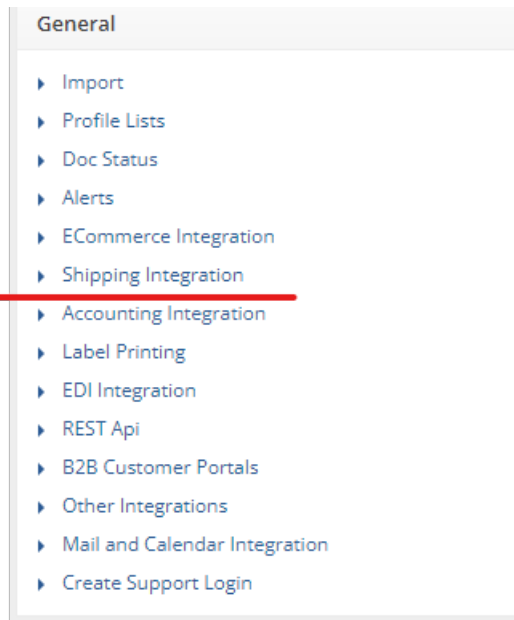 General
Import
Profile Lists
Doc Status
Alerts
ECommerce Integration
Shipping Integration
Accounting Integration
Label Printing
EDI Integration
REST Api
B2B Customer Portals
Other Integrations
Mail and Calendar Integration
Create Support Login